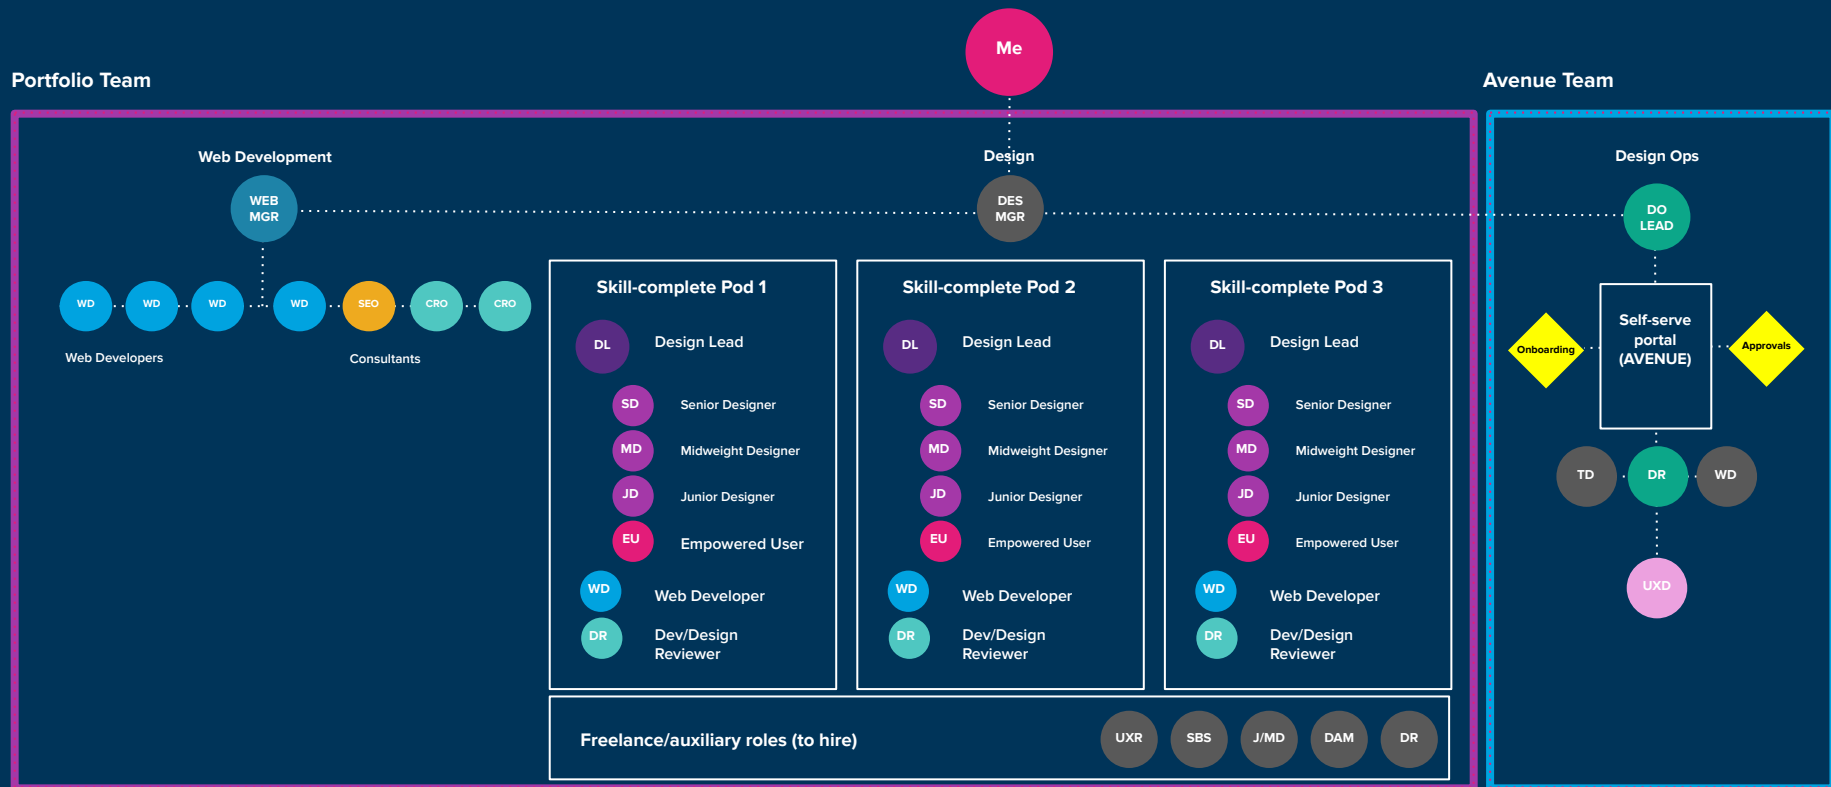 Me
Portfolio Team
Avenue Team
Web Development
Design
Design Ops
WEB
MGR
DES
MGR
DO
LEAD
WD
WD
WD
WD
SEO
CRO
CRO
Web Developers
Consultants
Skill-complete Pod 1
DL
Design Lead
SD
Senior Designer
MD
Midweight Designer
JD
Junior Designer
EU
Empowered User
WD
Web Developer
DR
Dev/Design
Reviewer
Skill-complete Pod 2
DL
Design Lead
SD
Senior Designer
MD
Midweight Designer
JD
Junior Designer
EU
Empowered User
WD
Web Developer
DR
Dev/Design
Reviewer
Skill-complete Pod 3
DL
Design Lead
SD
Senior Designer
MD
Midweight Designer
JD
Junior Designer
EU
Empowered User
WD
Web Developer
DR
Dev/Design
Reviewer
Freelance/auxiliary roles (to hire)
UXR
SBS
J/MD
DAM
DR
Onboarding
Self-serve
portal
(AVENUE)
Approvals
TD
DR
WD
UXD